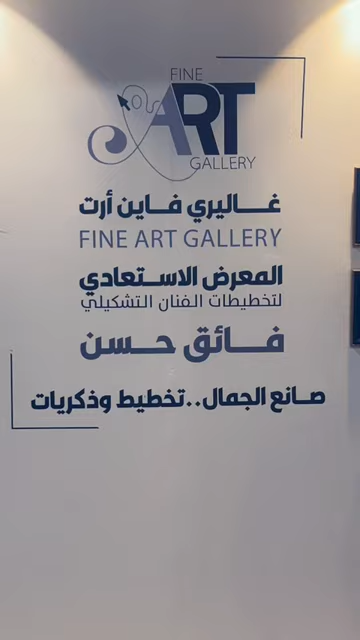 FINE
ART
GALLERY
غاليري فاين أرت
FINE ART GALLERY
المعرض الاستعادي
لتخطيطات الفنان التشكيلي
فائق حسن
صانع الجمال..تخطيط وذكريات